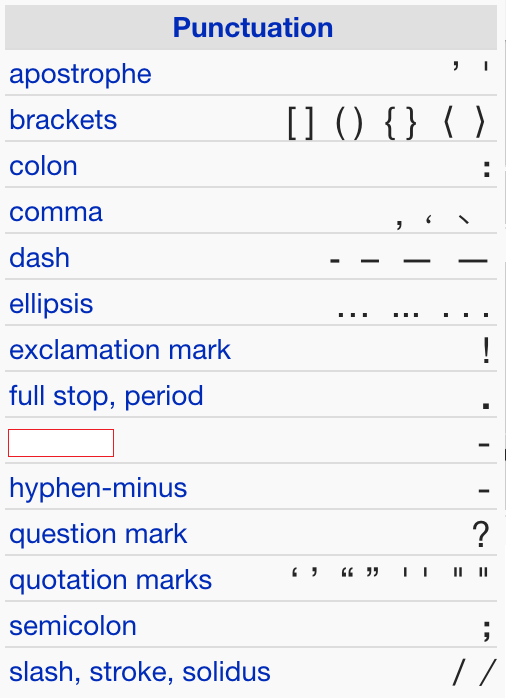 Punctuation
apostrophe ’ '
brackets [ ] ( ) { } ⟨ ⟩
colon :
comma , ، 、
dash ‒ – — ―
ellipsis … ... . . .
exclamation mark !
full stop, period .
‐
hyphen-minus -
question mark ?
quotation marks ‘ ’ “ ” ' ' " "
semicolon ;
slash, stroke, solidus / ⁄